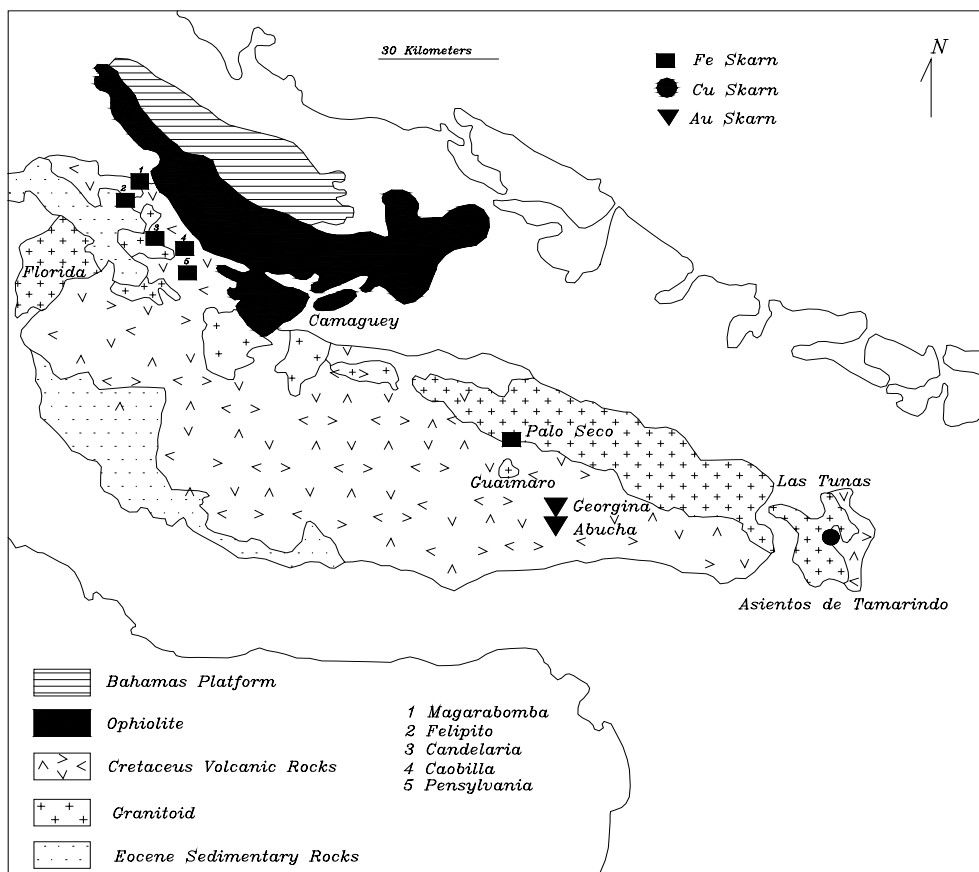 30 Kilometers
Fe Skarn
Cu Skarn
Au Skarn
N
1
2
3
4
5
Florida
Camaguey
Palo Seco
Guaimaro
Las Tunas
Georgina
Abucha
Asientos de Tamarindo
Bahamas Platform
Ophiolite
Cretaceus Volcanic Rocks
Granitoid
Eocene Sedimentary Rocks
1 Magarabomba
2 Felipito
3 Candelaria
4 Caobilla
5 Pensylvania